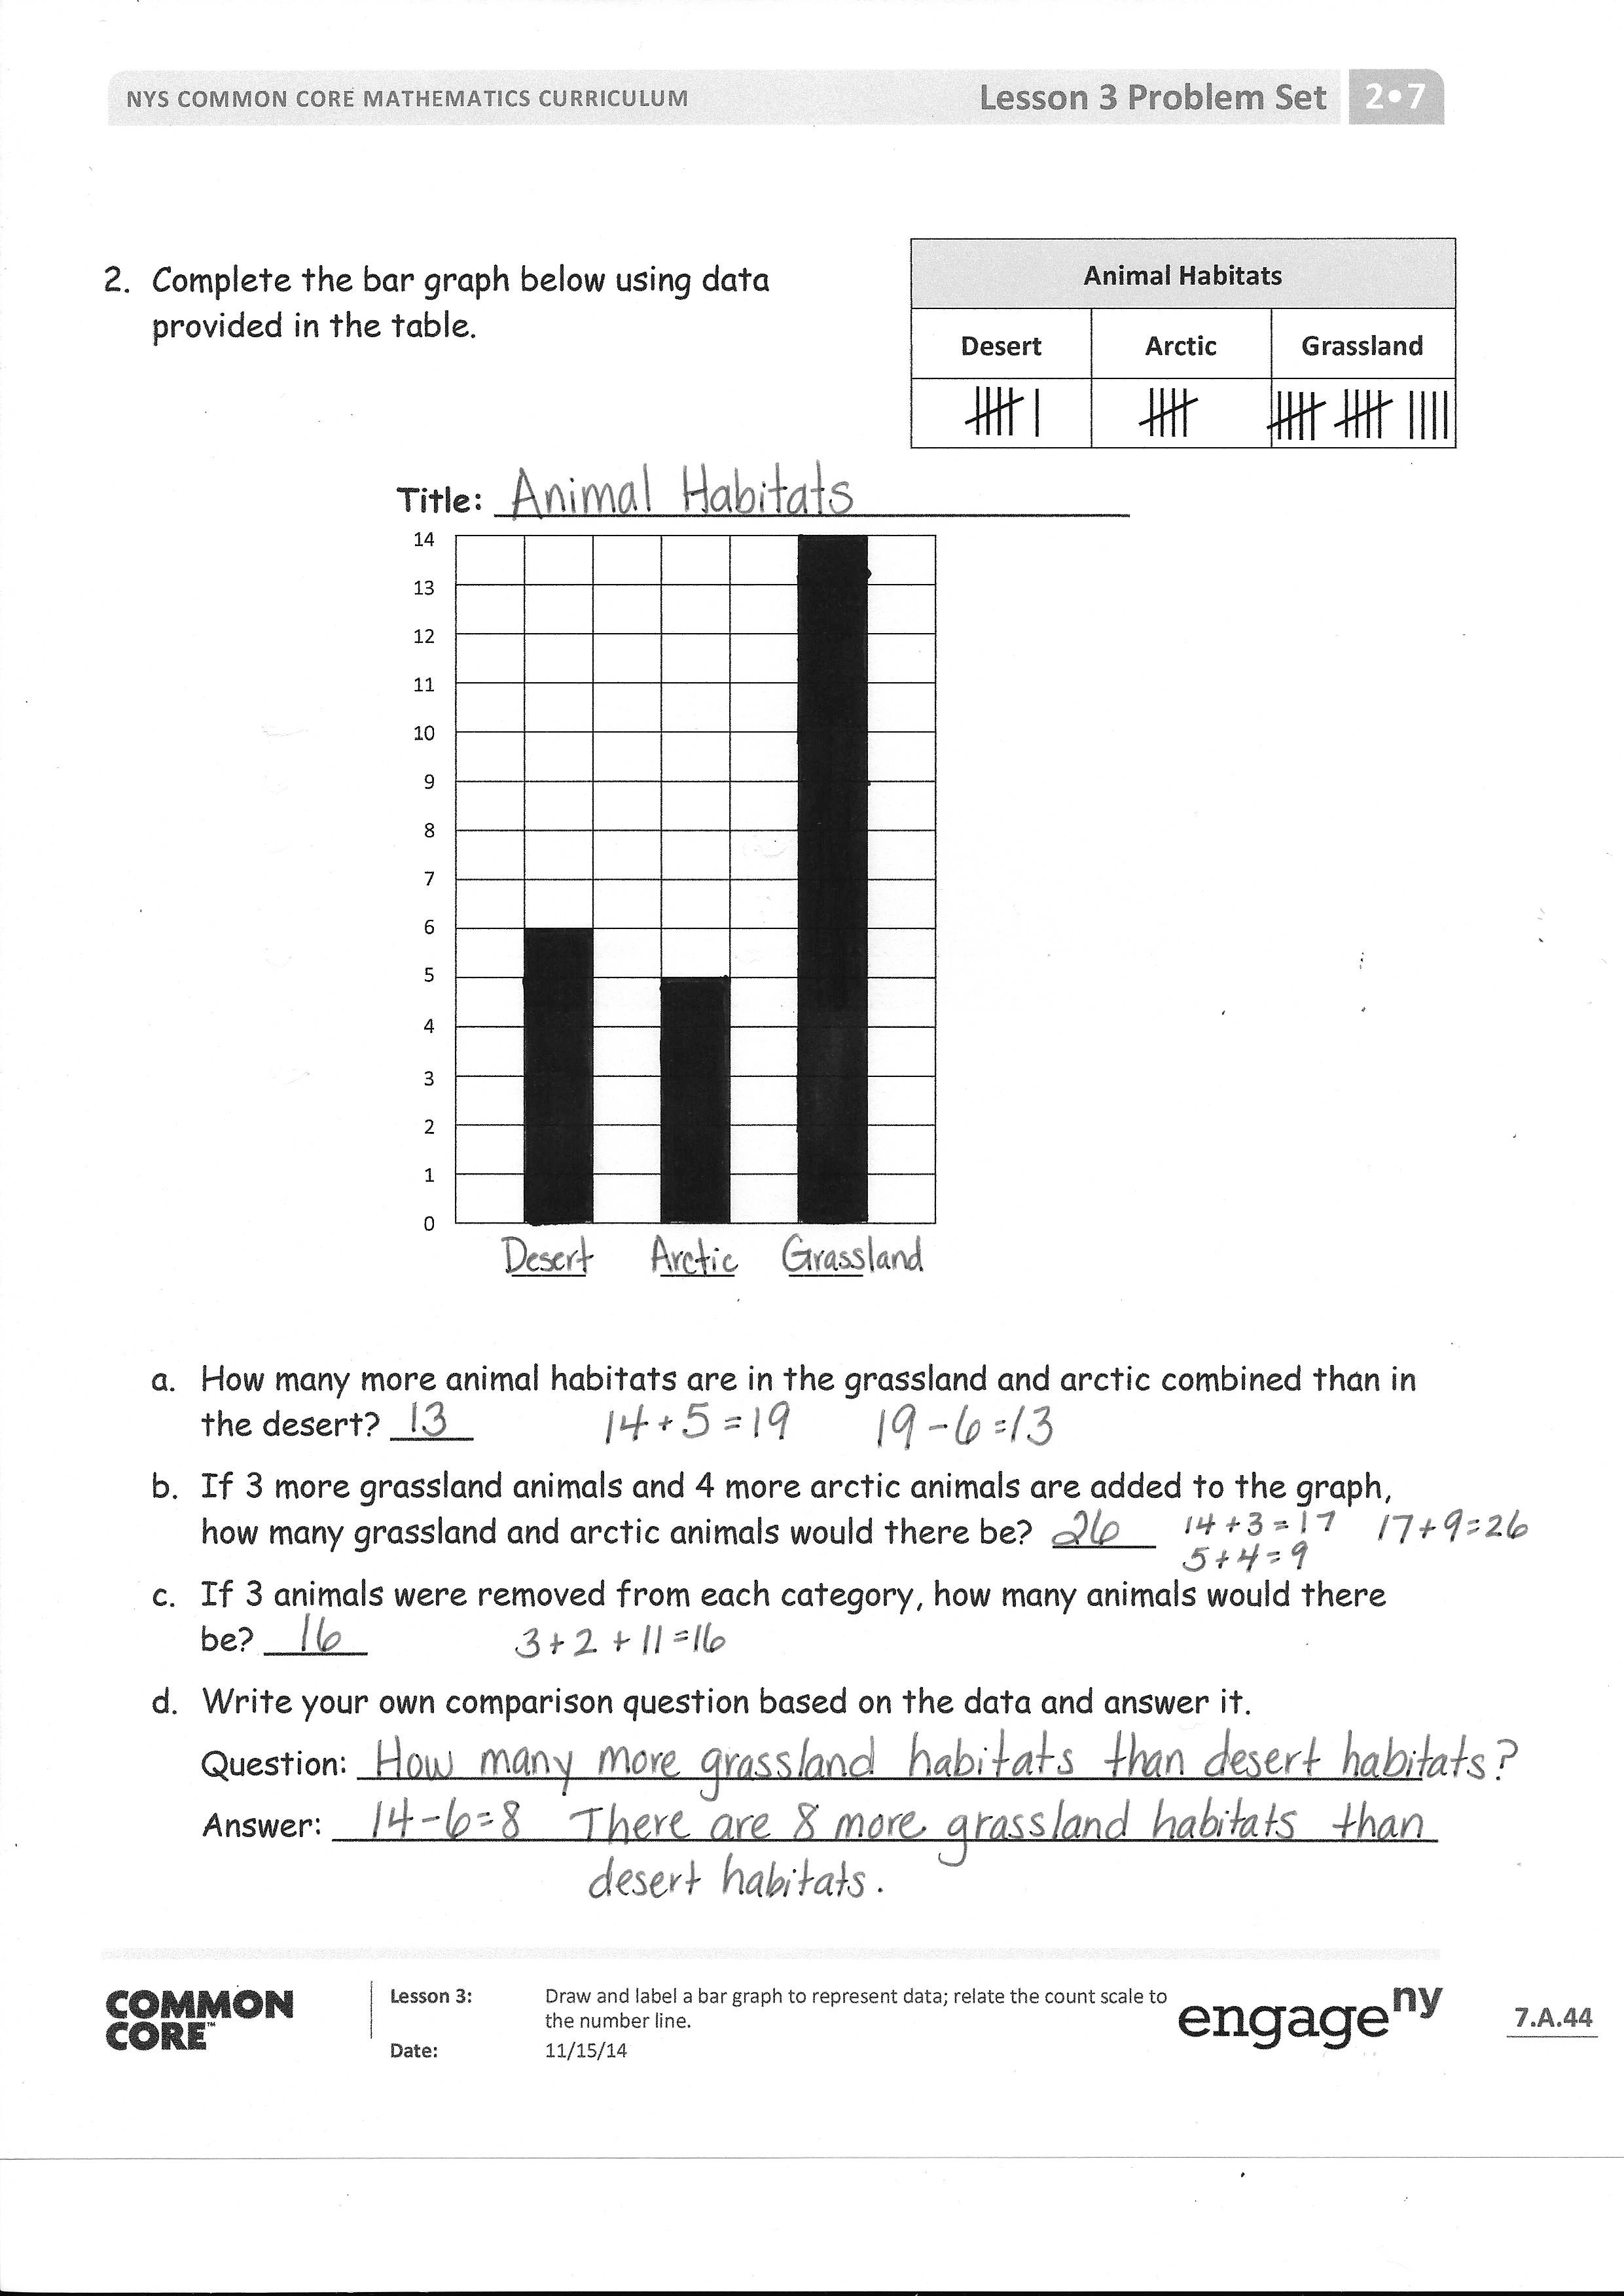 NYS COMMON CORE MATHEMATICS CURRICULUM Lesson 3 Problem Set 2•7
2. Complete the bar graph below using data
provided in the table.
Animal Habitats
Desert Arctic Grassland
Title: Animal Habitats
14
13
12
11
10
9
8
7
6
5
4
3
2
1
0
Desert Arctic Grassland
a. How many more animal habitats are in the grassland and arctic combined than in
the desert? 13 14+5=19 19-6=13
b. If 3 more grassland animals and 4 more arctic animals are added to the graph,
how many grassland and arctic animals would there be? 26 14+3=17 17+9=26
5+4=9
c. If 3 animals were removed from each category, how many animals would there
be? 16 3+2+11=16
d. Write your own comparison question based on the data and answer it.
Question: How many more grassland habitats than desert habitats?
Answer: 14-6=8 There are 8 more grassland habitats than
desert habitats.
COMMON
CORE™
Lesson 3: Draw and label a bar graph to represent data; relate the count scale to
the number line.
Date: 11/15/14
engageny
7.A.44